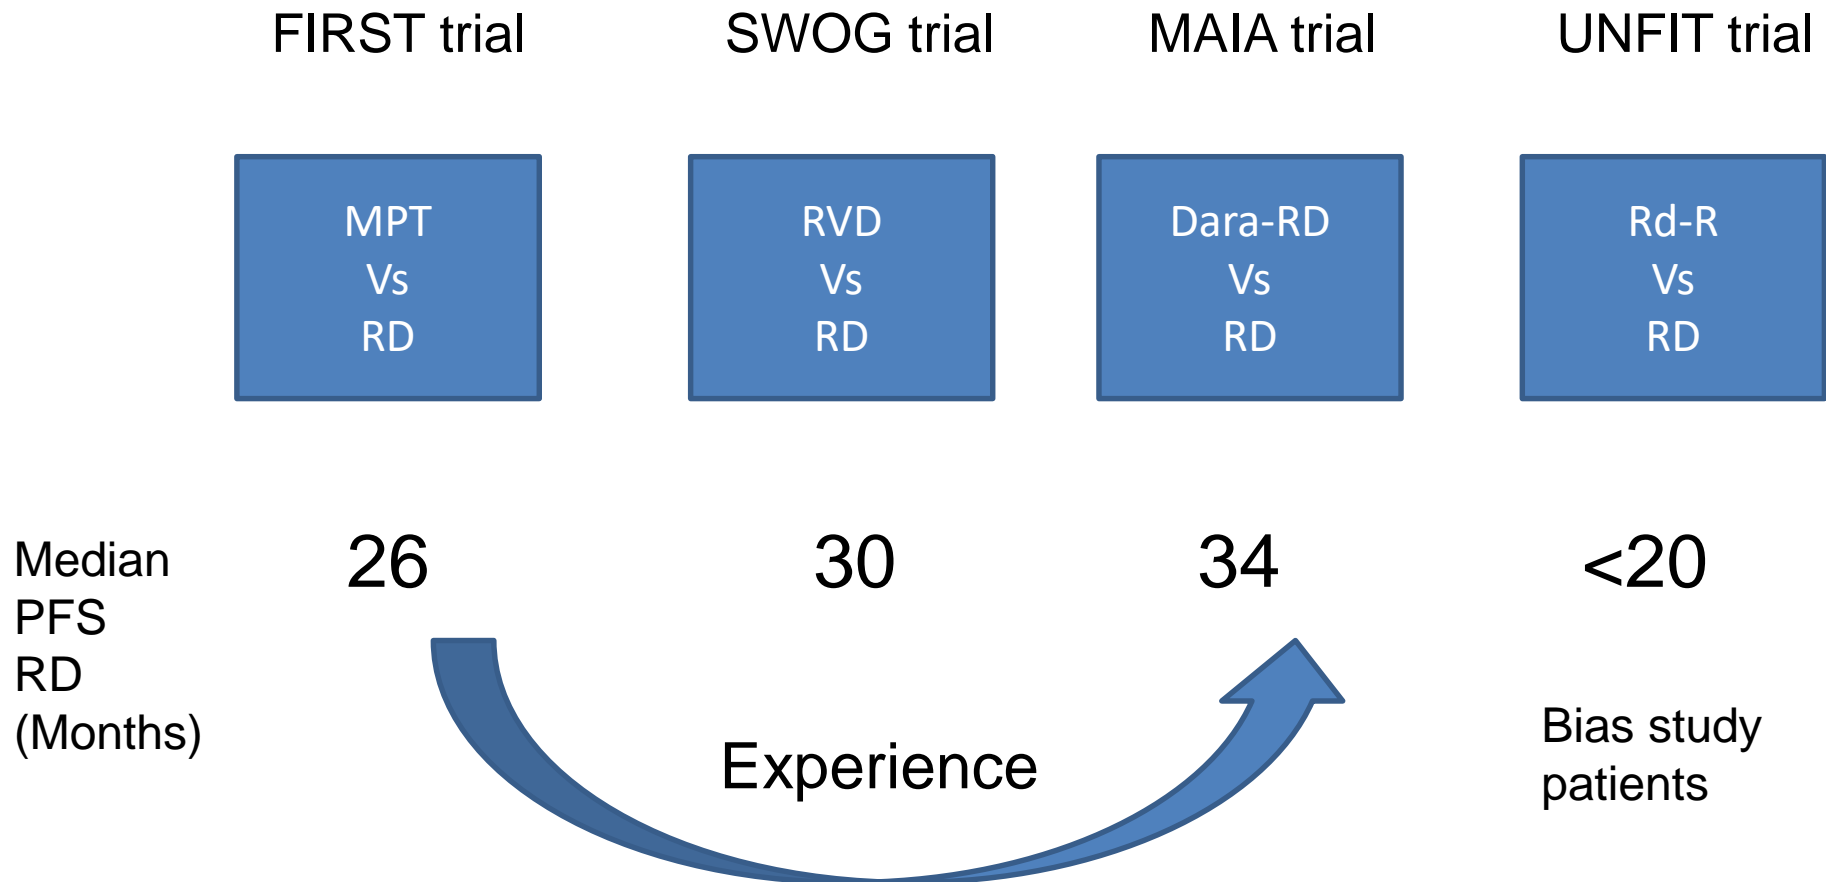 FIRST trial
SWOG trial
MAIA trial
UNFIT trial
MPT
Vs
RD
RVD
Vs
RD
Dara-RD
Vs
RD
Rd-R
Vs
RD
Median
PFS
RD
(Months)
26
30
34
<20
Experience
Bias study
patients